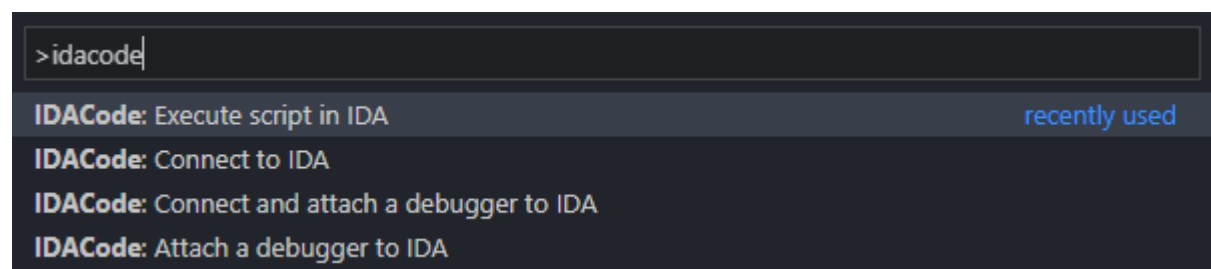 >idacode
IDACode: Execute script in IDA recently used
IDACode: Connect to IDA
IDACode: Connect and attach a debugger to IDA
IDACode: Attach a debugger to IDA